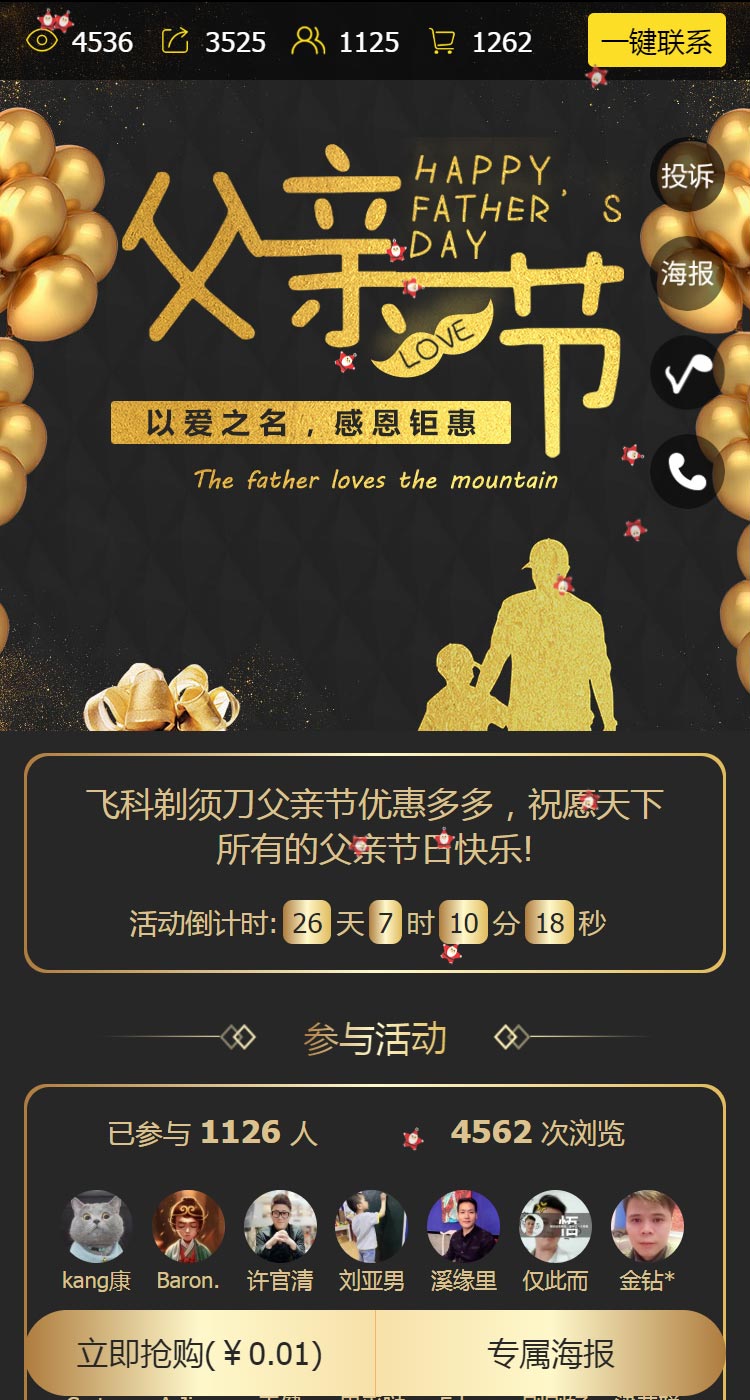 4536 3525 1125 1262 一键联系
父亲节
HAPPY
FATHER'S
DAY
投诉
海报
LOVE
以爱之名，感恩钜惠
The father loves the mountain
飞科剃须刀父亲节优惠多多，祝愿天下
所有的父亲节日快乐!
活动倒计时: 26 天 7 时 10 分 18 秒
参与活动
已参与 1126 人 4562 次浏览
悟
kang康 Baron. 许官清 刘亚男 溪缘里 仅此而 金钻*
立即抢购(￥0.01) 专属海报